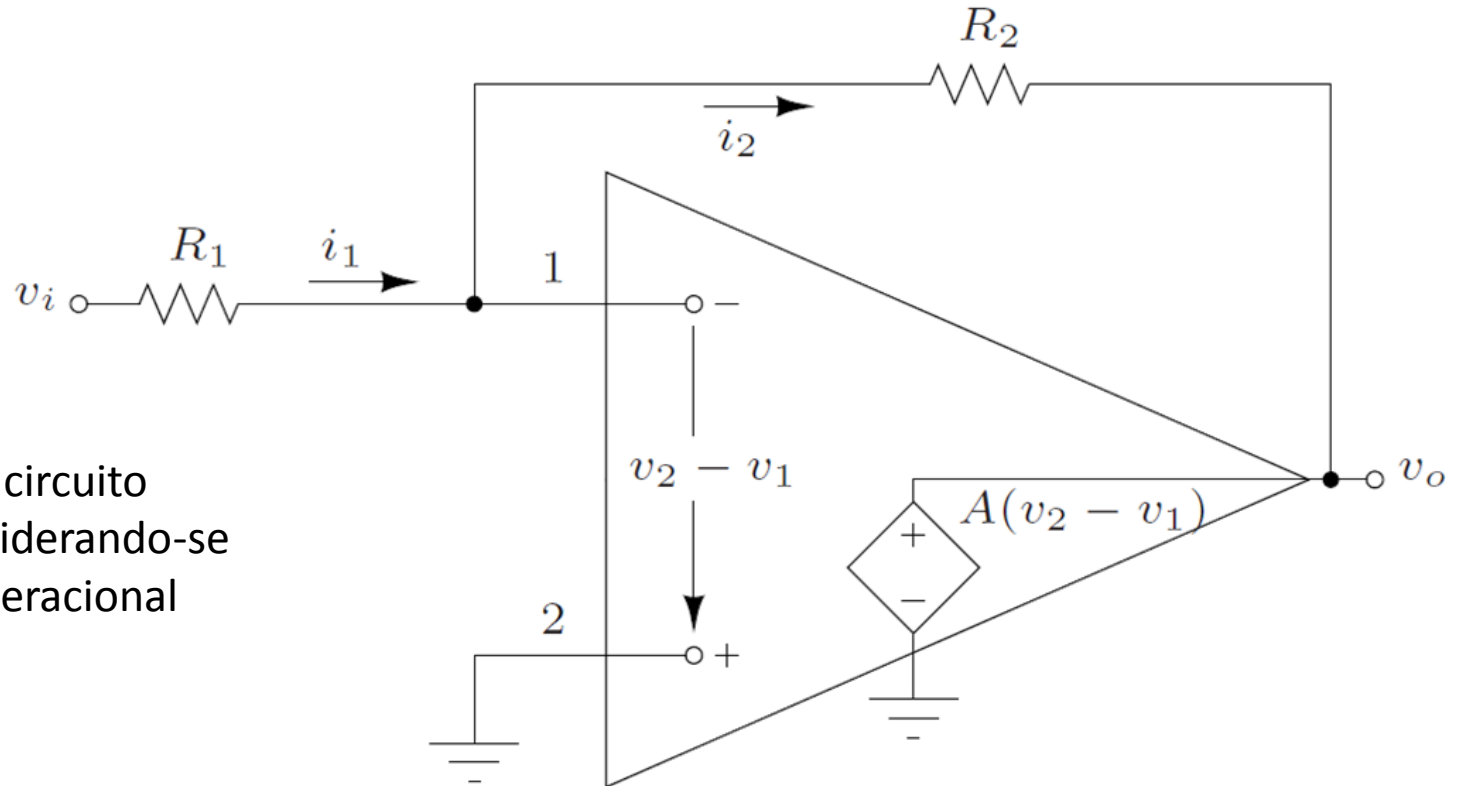 R₂
i₂
R₁
i₁
1
vᵢ
−
v₂ − v₁
circuito
iderando-se
eracional
A(v₂ − v₁)
vₒ
+
−
2
+